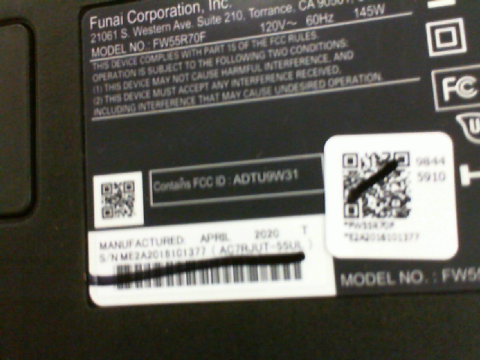 Funai Corporation, Inc.
21061 S. Western Ave. Suite 210, Torrance, CA 90501,
MODEL NO.: FW55R70F 120V~ 60Hz 145W
THIS DEVICE COMPLIES WITH PART 15 OF THE FCC RULES.
OPERATION IS SUBJECT TO THE FOLLOWING TWO CONDITIONS:
(1) THIS DEVICE MAY NOT CAUSE HARMFUL INTERFERENCE, AND
(2) THIS DEVICE MUST ACCEPT ANY INTERFERENCE RECEIVED,
INCLUDING INTERFERENCE THAT MAY CAUSE UNDESIRED OPERATION.
FC
Contains FCC ID : ADTU9W31
9844
5910
*FW55R70F
*E2A2018101377
MANUFACTURED: APRIL 2020 T
S/N ME2A2018101377 ( AC7RJUT-55UL )
MODEL NO. : FW55